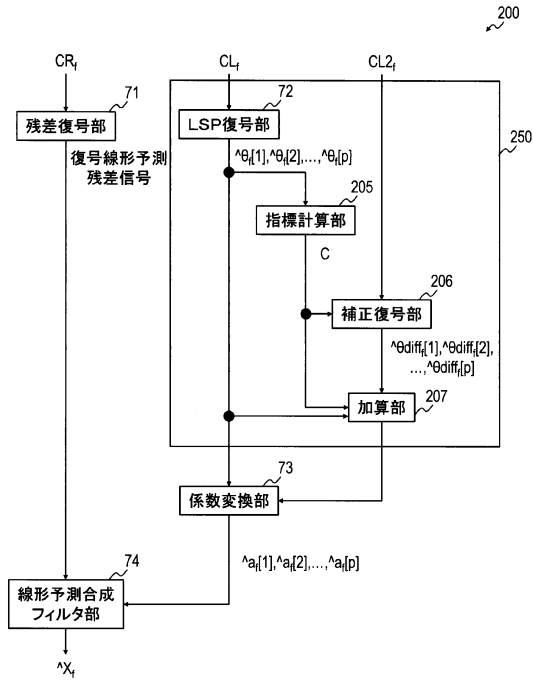 200
CRf
CLf
CL2f
71
残差復号部
復号線形予測
残差信号
72
LSP復号部
250
^θf[1],^θf[2],…,^θf[p]
205
指標計算部
C
206
補正復号部
^θdifff[1],^θdifff[2],
…,^θdifff[p]
207
加算部
73
係数変換部
^af[1],^af[2],…,^af[p]
74
線形予測合成
フィルタ部
^Xf